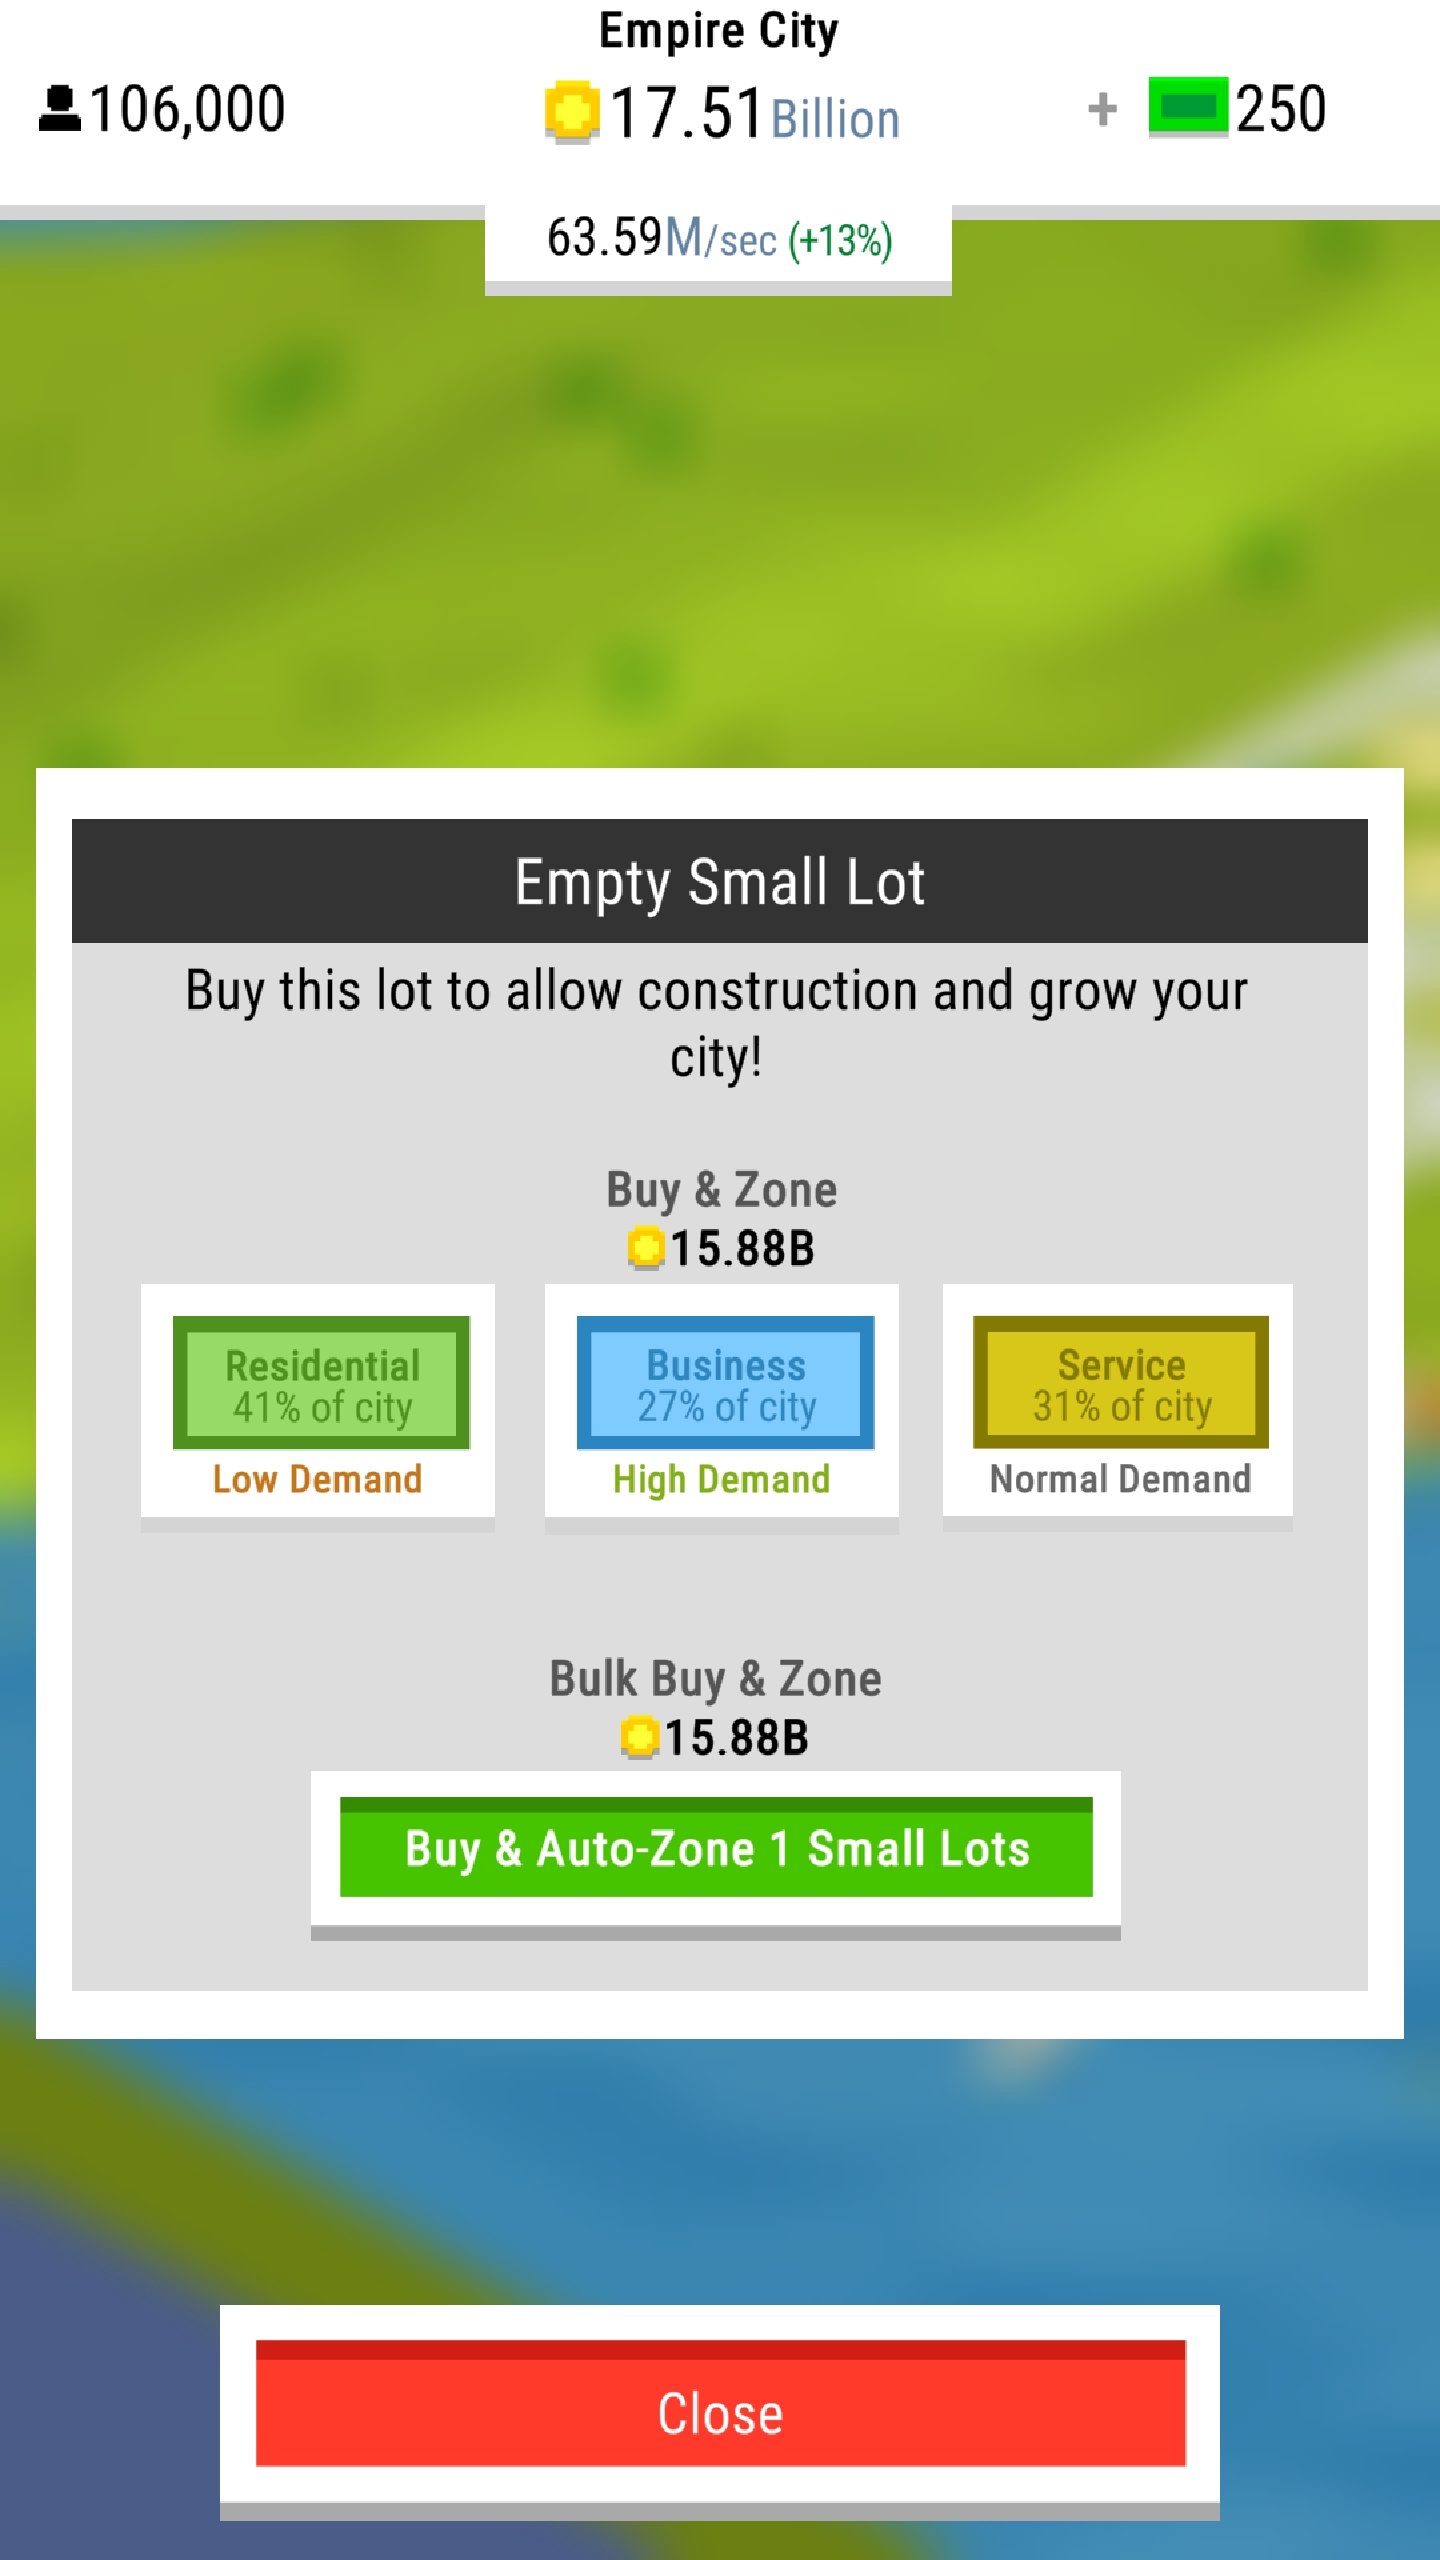 Empire City
106,000
17.51 Billion
+ 250
63.59M/sec (+13%)
Empty Small Lot
Buy this lot to allow construction and grow your
city!
Buy & Zone
15.88B
Residential
41% of city
Low Demand
Business
27% of city
High Demand
Service
31% of city
Normal Demand
Bulk Buy & Zone
15.88B
Buy & Auto-Zone 1 Small Lots
Close